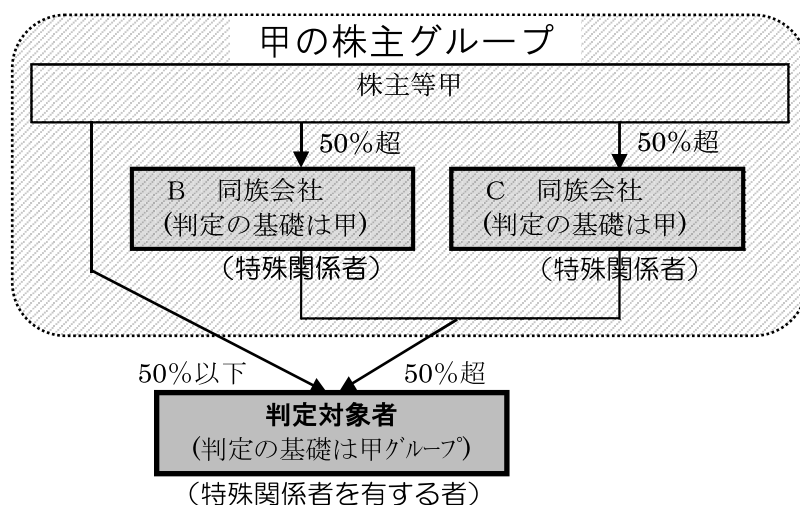 甲の株主グループ
株主等甲
50%超
50%超
B 同族会社
(判定の基礎は甲)
C 同族会社
(判定の基礎は甲)
(特殊関係者)
(特殊関係者)
50%以下
50%超
判定対象者
(判定の基礎は甲グループ)
(特殊関係者を有する者)